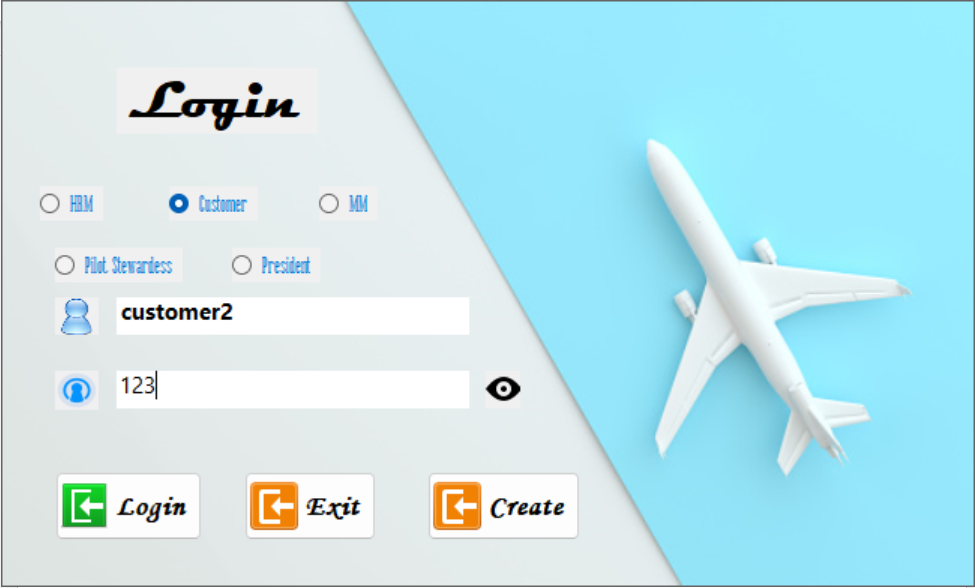 Login
HRM Customer MM
Pilot Stewardess President
customer2
123
Login Exit Create